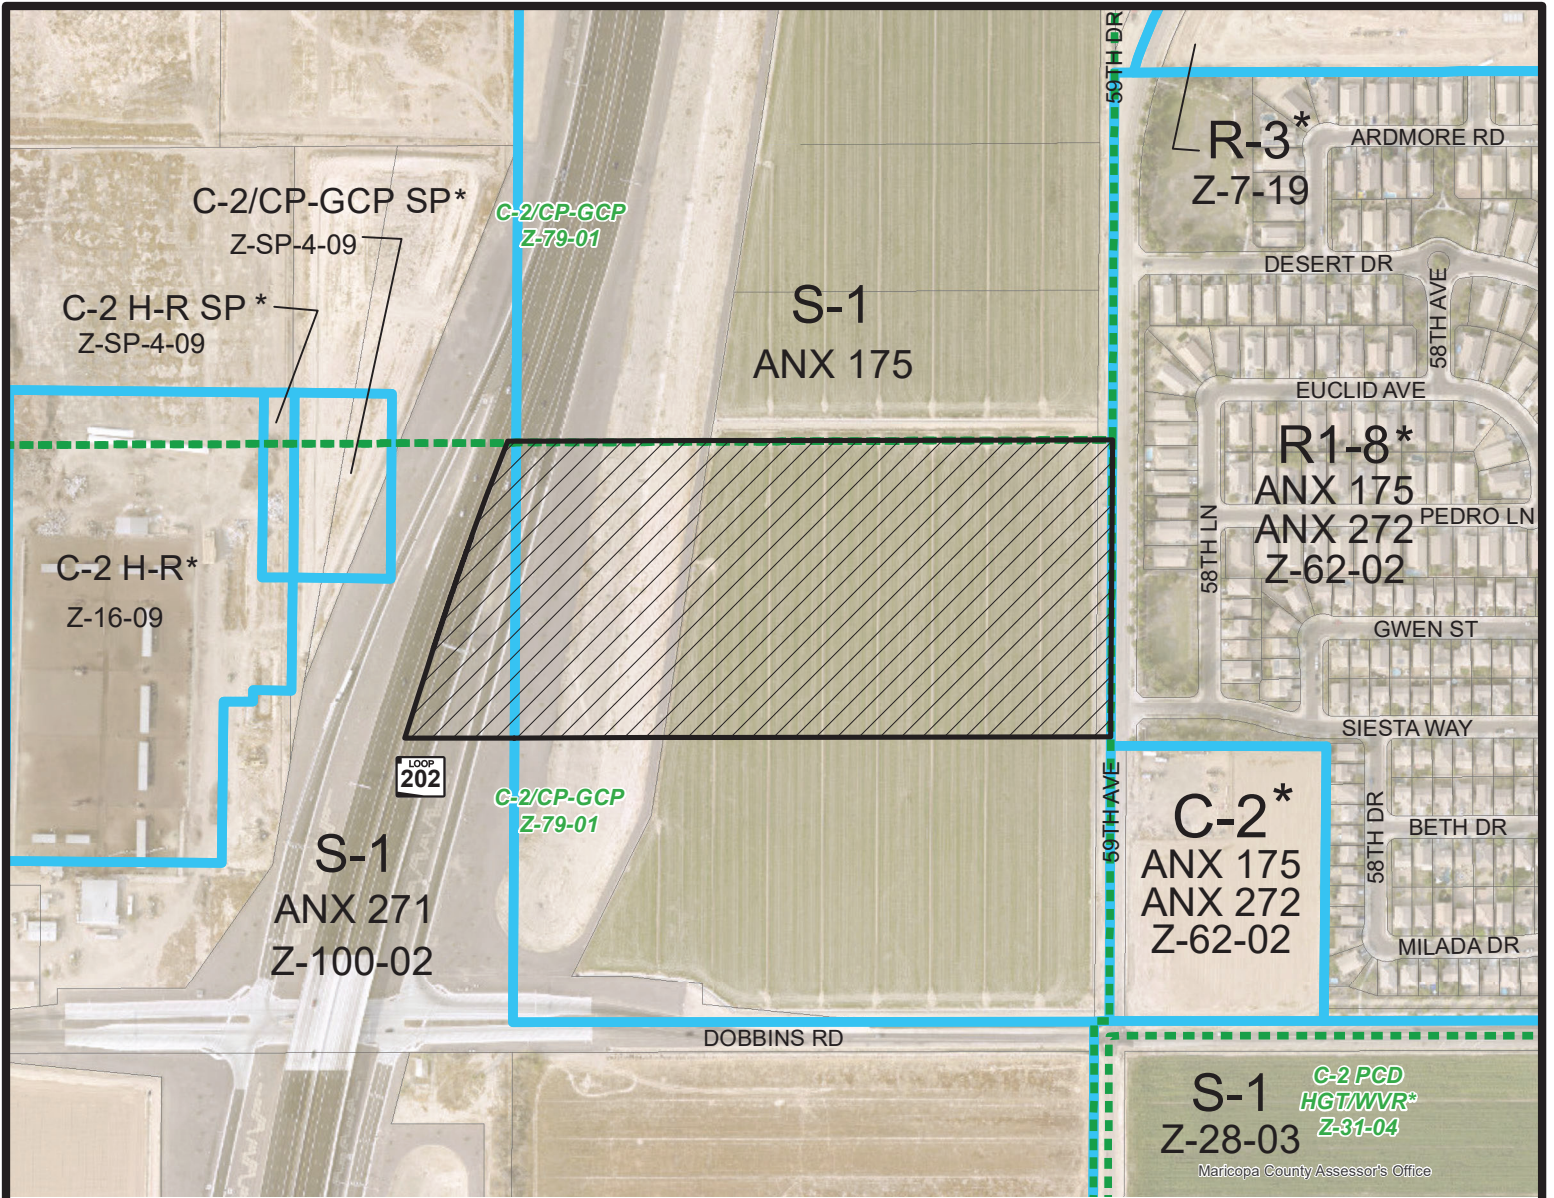 59TH DR
R-3*
Z-7-19
ARDMORE RD
C-2/CP-GCP SP*
Z-SP-4-09
C-2/CP-GCP
Z-79-01
C-2 H-R SP *
Z-SP-4-09
S-1
ANX 175
DESERT DR
58TH AVE
EUCLID AVE
R1-8*
ANX 175
ANX 272
Z-62-02
PEDRO LN
58TH LN
C-2 H-R*
Z-16-09
GWEN ST
SIESTA WAY
LOOP
202
C-2/CP-GCP
Z-79-01
59TH AVE
C-2*
ANX 175
ANX 272
Z-62-02
58TH DR
BETH DR
MILADA DR
S-1
ANX 271
Z-100-02
DOBBINS RD
S-1
Z-28-03
C-2 PCD
HGT/WVR*
Z-31-04
Maricopa County Assessor's Office